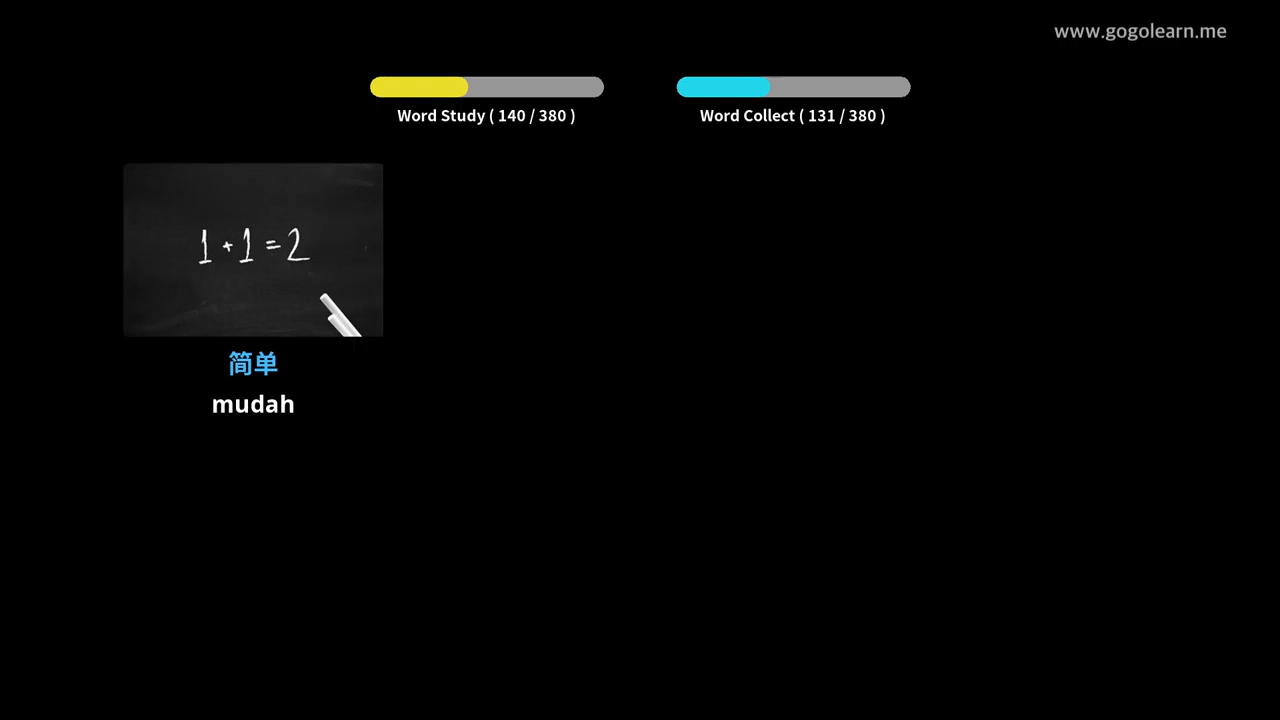 www.gogolearn.me
Word Study ( 140 / 380 )
Word Collect ( 131 / 380 )
1 + 1 = 2
简单
mudah